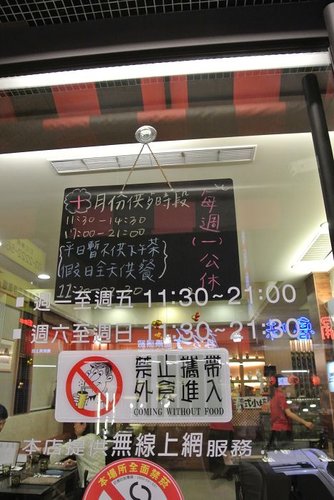 十月份供餐時段
11:30-14:30
17:00-21:00
平日暫不供下午茶
假日全天供餐
11:30-21:30
每週(一)公休
週一至週五 11:30~21:00
週六至週日 11:30~21:00
禁止攜帶
外食進入
COMING WITHOUT FOOD
本店提供無線上網服務
本場所全面禁菸